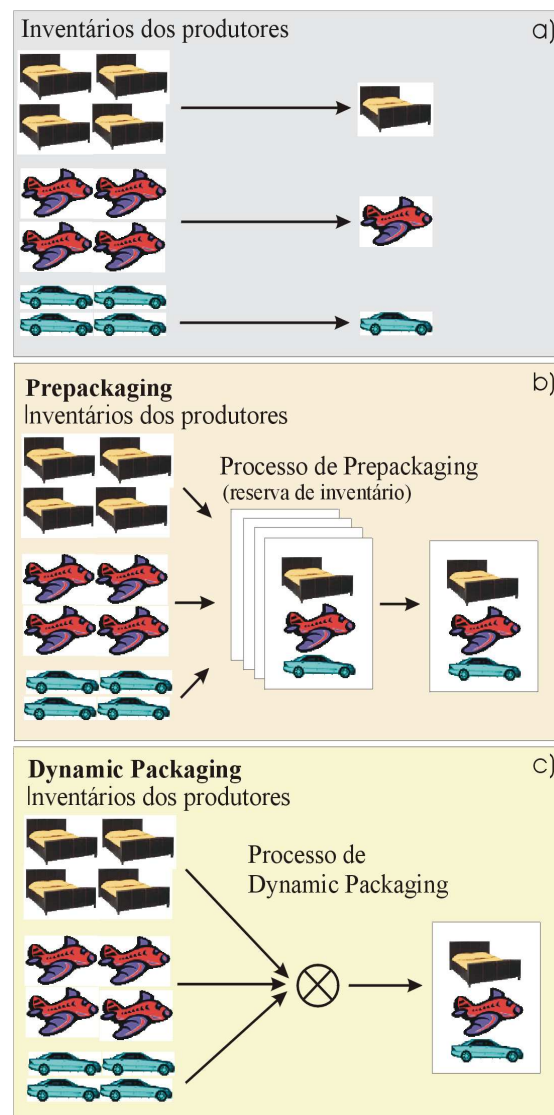 Inventários dos produtores
a)
Prepackaging
b)
Inventários dos produtores
Processo de Prepackaging
(reserva de inventário)
Dynamic Packaging
c)
Inventários dos produtores
Processo de
Dynamic Packaging